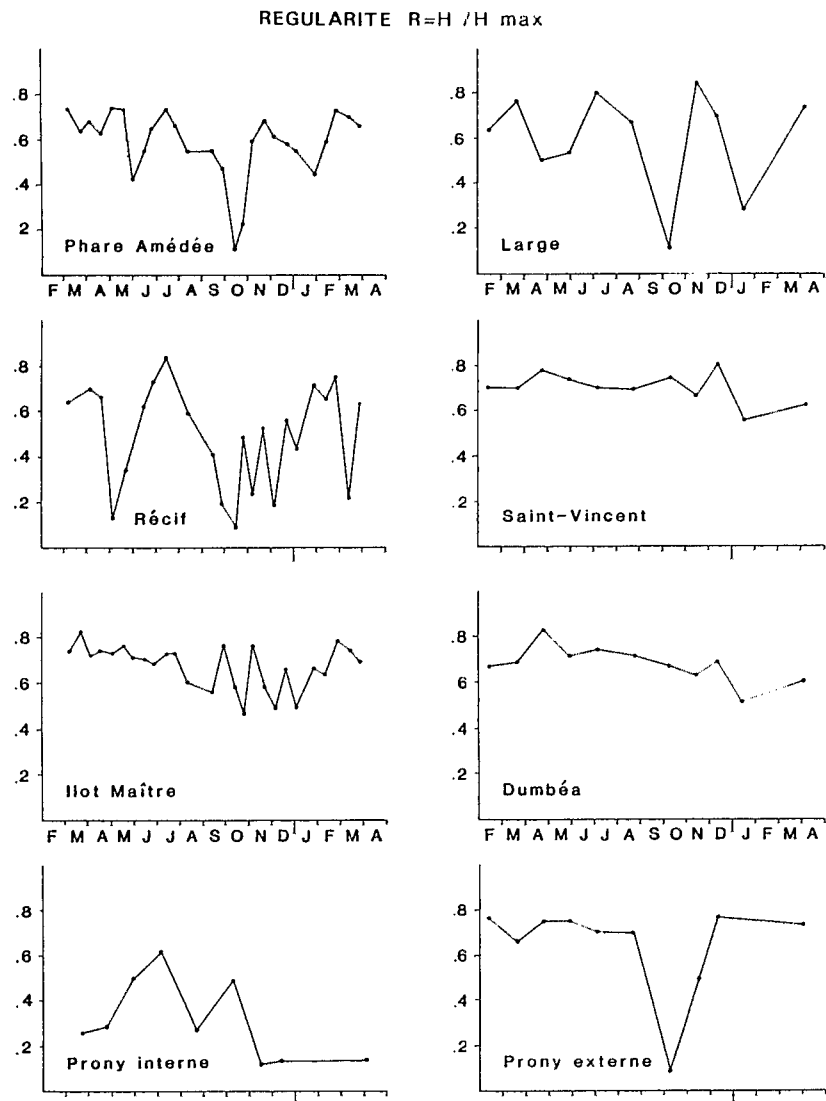 REGULARITE R=H /H max
.8
.6
.4
.2
Phare Amédée
F M A M J J A S O N D J F M A
.8
.6
.4
.2
Large
F M A M J J A S O N D J F M A
.8
.6
.4
.2
Récif
.8
.6
.4
.2
Saint-Vincent
.8
.6
.4
.2
Ilot Maître
F M A M J J A S O N D J F M A
.8
.6
.4
.2
Dumbéa
F M A M J J A S O N D J F M A
.8
.6
.4
.2
Prony interne
.8
.6
.4
.2
Prony externe